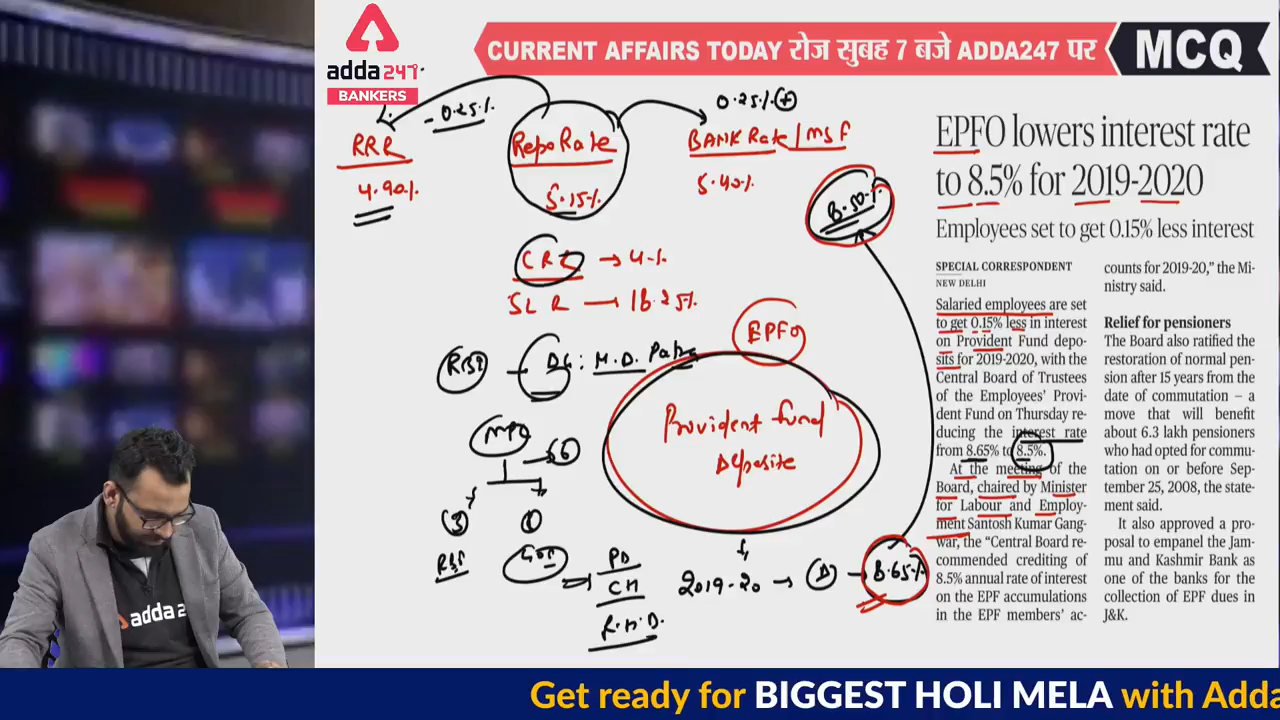 CURRENT AFFAIRS TODAY रोज सुबह 7 बजे ADDA247 पर
MCQ
adda247
BANKERS
-0.25%
0.25% +
RRR
Repo Rate
BANK Rate/MSF
4.90%
5.15%
5.40%
8.50%
CRR → 4%
SLR → 18.25%
EPFO
RBI → DG: M.D. Patra
MPC
6
3
RBI
GOI
PD
CH
R.H.D.
Provident fund
Deposite
2019-20 →
8.65%
EPFO lowers interest rate
to 8.5% for 2019-2020
Employees set to get 0.15% less interest
SPECIAL CORRESPONDENT
NEW DELHI
Salaried employees are set
to get 0.15% less in interest
on Provident Fund depo-
sits for 2019-2020, with the
Central Board of Trustees
of the Employees' Provi-
dent Fund on Thursday re-
ducing the interest rate
from 8.65% to 8.5%.
At the meeting of the
Board, chaired by Minister
for Labour and Employ-
ment Santosh Kumar Gang-
war, the “Central Board re-
commended crediting of
8.5% annual rate of interest
on the EPF accumulations
in the EPF members' ac-
counts for 2019-20,” the Mi-
nistry said.
Relief for pensioners
The Board also ratified the
restoration of normal pen-
sion after 15 years from the
date of commutation – a
move that will benefit
about 6.3 lakh pensioners
who had opted for commu-
tation on or before Sep-
tember 25, 2008, the state-
ment said.
It also approved a pro-
posal to empanel the Jam-
mu and Kashmir Bank as
one of the banks for the
collection of EPF dues in
J&K.
adda24
Get ready for BIGGEST HOLI MELA with Adda